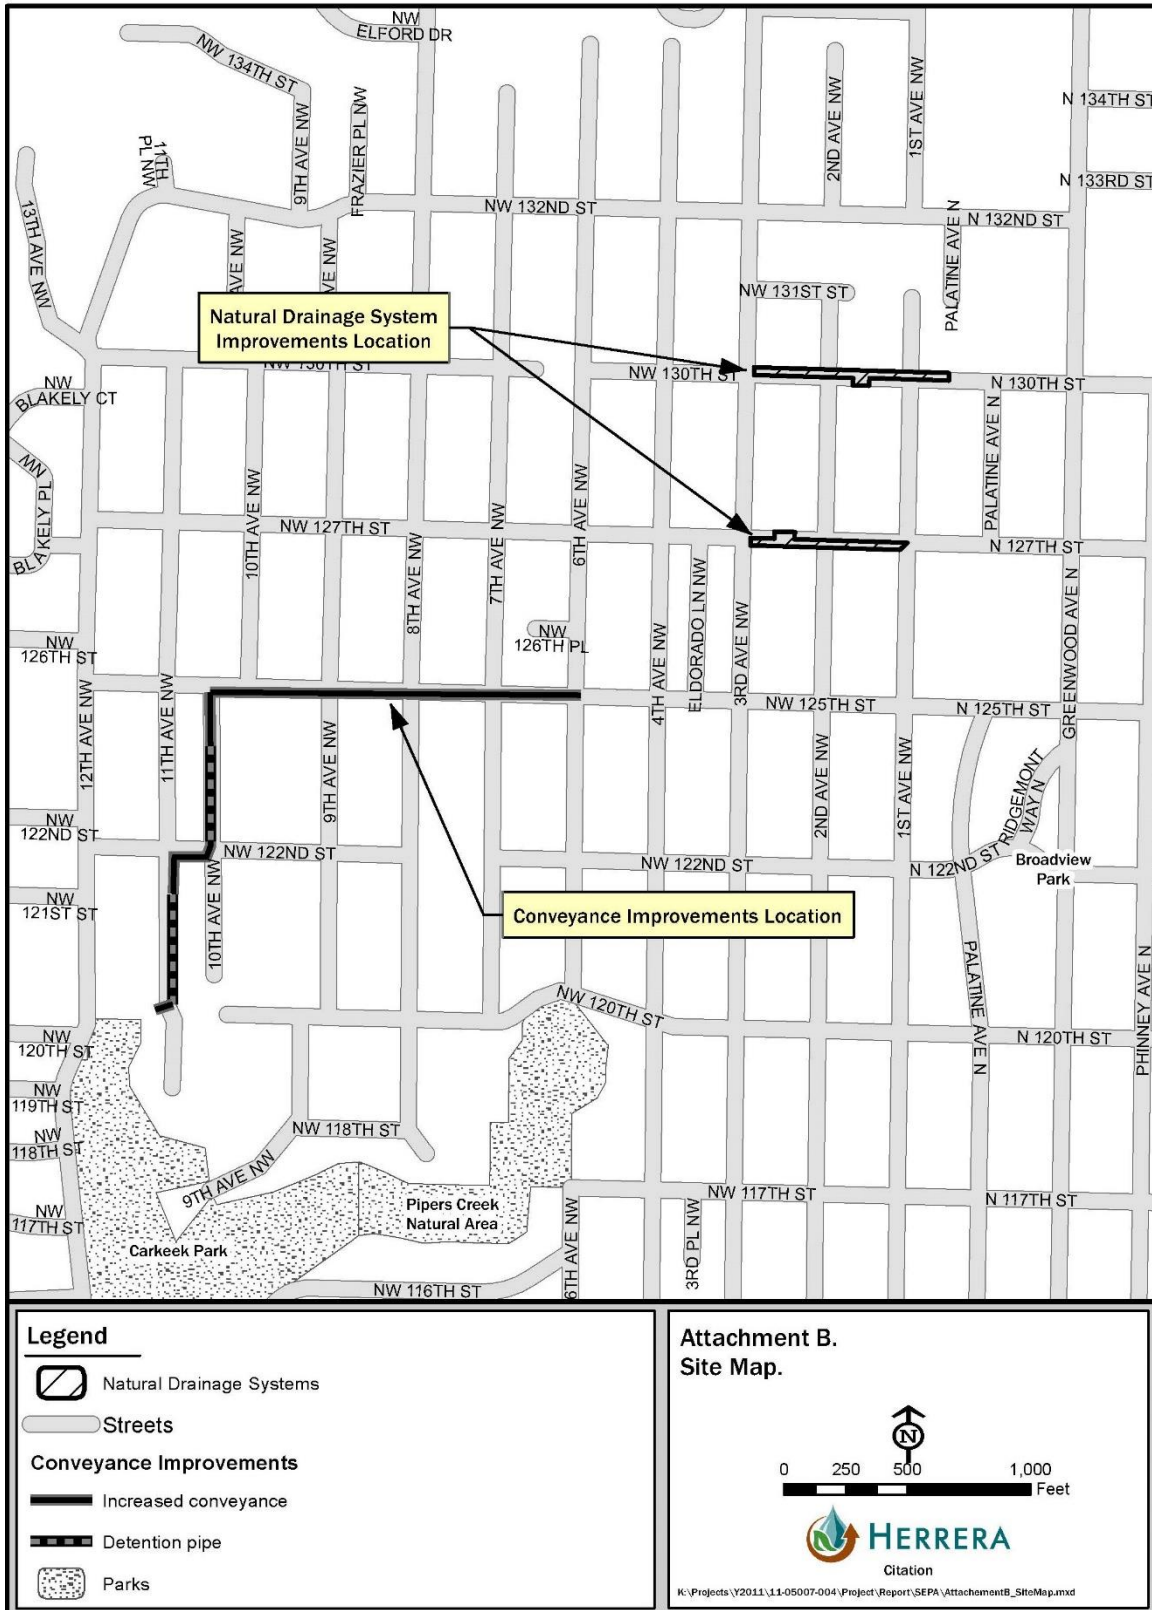 NW
ELFORD DR
NW 134TH ST
N 134TH ST
9TH AVE NW
FRAZIER PL NW
2ND AVE NW
1ST AVE NW
11TH
PL NW
N 133RD ST
13TH AVE NW
NW 132ND ST
N 132ND ST
PALATINE AVE N
AVE NW
AVE NW
NW 131ST ST
Natural Drainage System
Improvements Location
NW 130TH ST
NW 130TH ST
N 130TH ST
NW
BLAKELY CT
NW
BLAKELY PL
PALATINE AVE N
10TH AVE NW
NW 127TH ST
8TH AVE NW
7TH AVE NW
6TH AVE NW
N 127TH ST
NW
126TH PL
4TH AVE NW
ELDORADO LN NW
3RD AVE NW
GREENWOOD AVE N
NW
126TH ST
12TH AVE NW
11TH AVE NW
9TH AVE NW
NW 125TH ST
N 125TH ST
2ND AVE NW
1ST AVE NW
RIDGEMONT
WAY N
NW
122ND ST
NW 122ND ST
NW 122ND ST
N 122ND ST
Broadview
Park
NW
121ST ST
10TH AVE NW
Conveyance Improvements Location
PALATINE AVE N
PHINNEY AVE N
NW 120TH ST
N 120TH ST
NW
120TH ST
NW
119TH ST
NW
118TH ST
NW 118TH ST
9TH AVE NW
NW 117TH ST
N 117TH ST
NW
117TH ST
Pipers Creek
Natural Area
Carkeek Park
6TH AVE NW
3RD PL NW
NW 116TH ST
Legend
Natural Drainage Systems
Streets
Conveyance Improvements
Increased conveyance
Detention pipe
Parks
Attachment B.
Site Map.
N
0 250 500 1,000
Feet
HERRERA
Citation
K:\Projects\Y2011\11-05007-004\Project\Report\SEPA\AttachementB_SiteMap.mxd